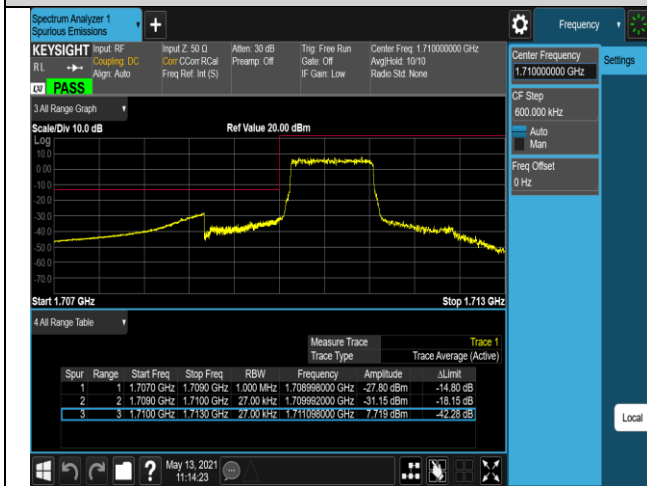 Spectrum Analyzer 1
Spurious Emissions
Frequency
KEYSIGHT
Input: RF
Coupling: DC
Align: Auto
Input Z: 50 Ω
Corr CCorr RCal
Freq Ref: Int (S)
Atten: 30 dB
Preamp: Off
Trig: Free Run
Gate: Off
IF Gain: Low
Center Freq: 1.710000000 GHz
Avg|Hold: 10/10
Radio Std: None
RL
LXI
PASS
3 All Range Graph
Scale/Div 10.0 dB
Ref Value 20.00 dBm
Log
10.0
0.00
-10.0
-20.0
-30.0
-40.0
-50.0
-60.0
-70.0
Start 1.707 GHz
Stop 1.713 GHz
4 All Range Table
Measure Trace Trace 1
Trace Type Trace Average (Active)
Spur Range Start Freq Stop Freq RBW Frequency Amplitude ΔLimit
1 1 1.7070 GHz 1.7090 GHz 1.000 MHz 1.708998000 GHz -27.80 dBm -14.80 dB
2 2 1.7090 GHz 1.7100 GHz 27.00 kHz 1.709992000 GHz -31.15 dBm -18.15 dB
3 3 1.7100 GHz 1.7130 GHz 27.00 kHz 1.711098000 GHz 7.719 dBm -42.28 dB
Center Frequency
1.710000000 GHz
Settings
CF Step
600.000 kHz
Auto
Man
Freq Offset
0 Hz
Local
?
May 13, 2021
11:14:23